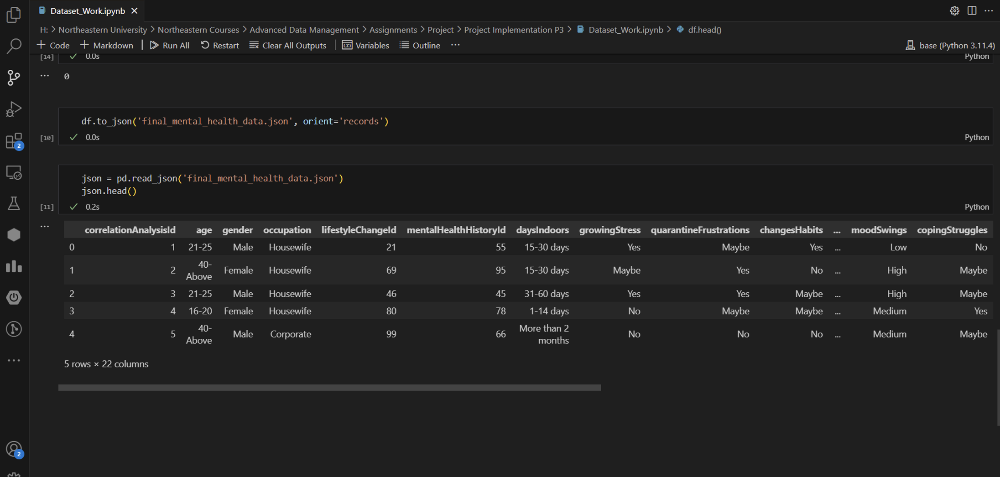 Dataset_Work.ipynb
H: > Northeastern University > Northeastern Courses > Advanced Data Management > Assignments > Project > Project Implementation P3 > Dataset_Work.ipynb > df.head()
+ Code + Markdown | Run All Restart Clear All Outputs | Variables Outline ... base (Python 3.11.4)
[14] 0.0s Python
... 0
df.to_json('final_mental_health_data.json', orient='records')
[10] 0.0s Python
json = pd.read_json('final_mental_health_data.json')
json.head()
[11] 0.2s Python
...
correlationAnalysisId age gender occupation lifestyleChangeId mentalHealthHistoryId daysIndoors growingStress quarantineFrustrations changesHabits ... moodSwings copingStruggles
0 1 21-25 Male Housewife 21 55 15-30 days Yes Maybe Yes ... Low No
1 2 40-Above Female Housewife 69 95 15-30 days Maybe Yes No ... High Maybe
2 3 21-25 Male Housewife 46 45 31-60 days Yes Yes Maybe ... High Maybe
3 4 16-20 Female Housewife 80 78 1-14 days No Maybe Maybe ... Medium Yes
4 5 40-Above Male Corporate 99 66 More than 2 months No No No ... Medium Maybe
5 rows × 22 columns
2
2